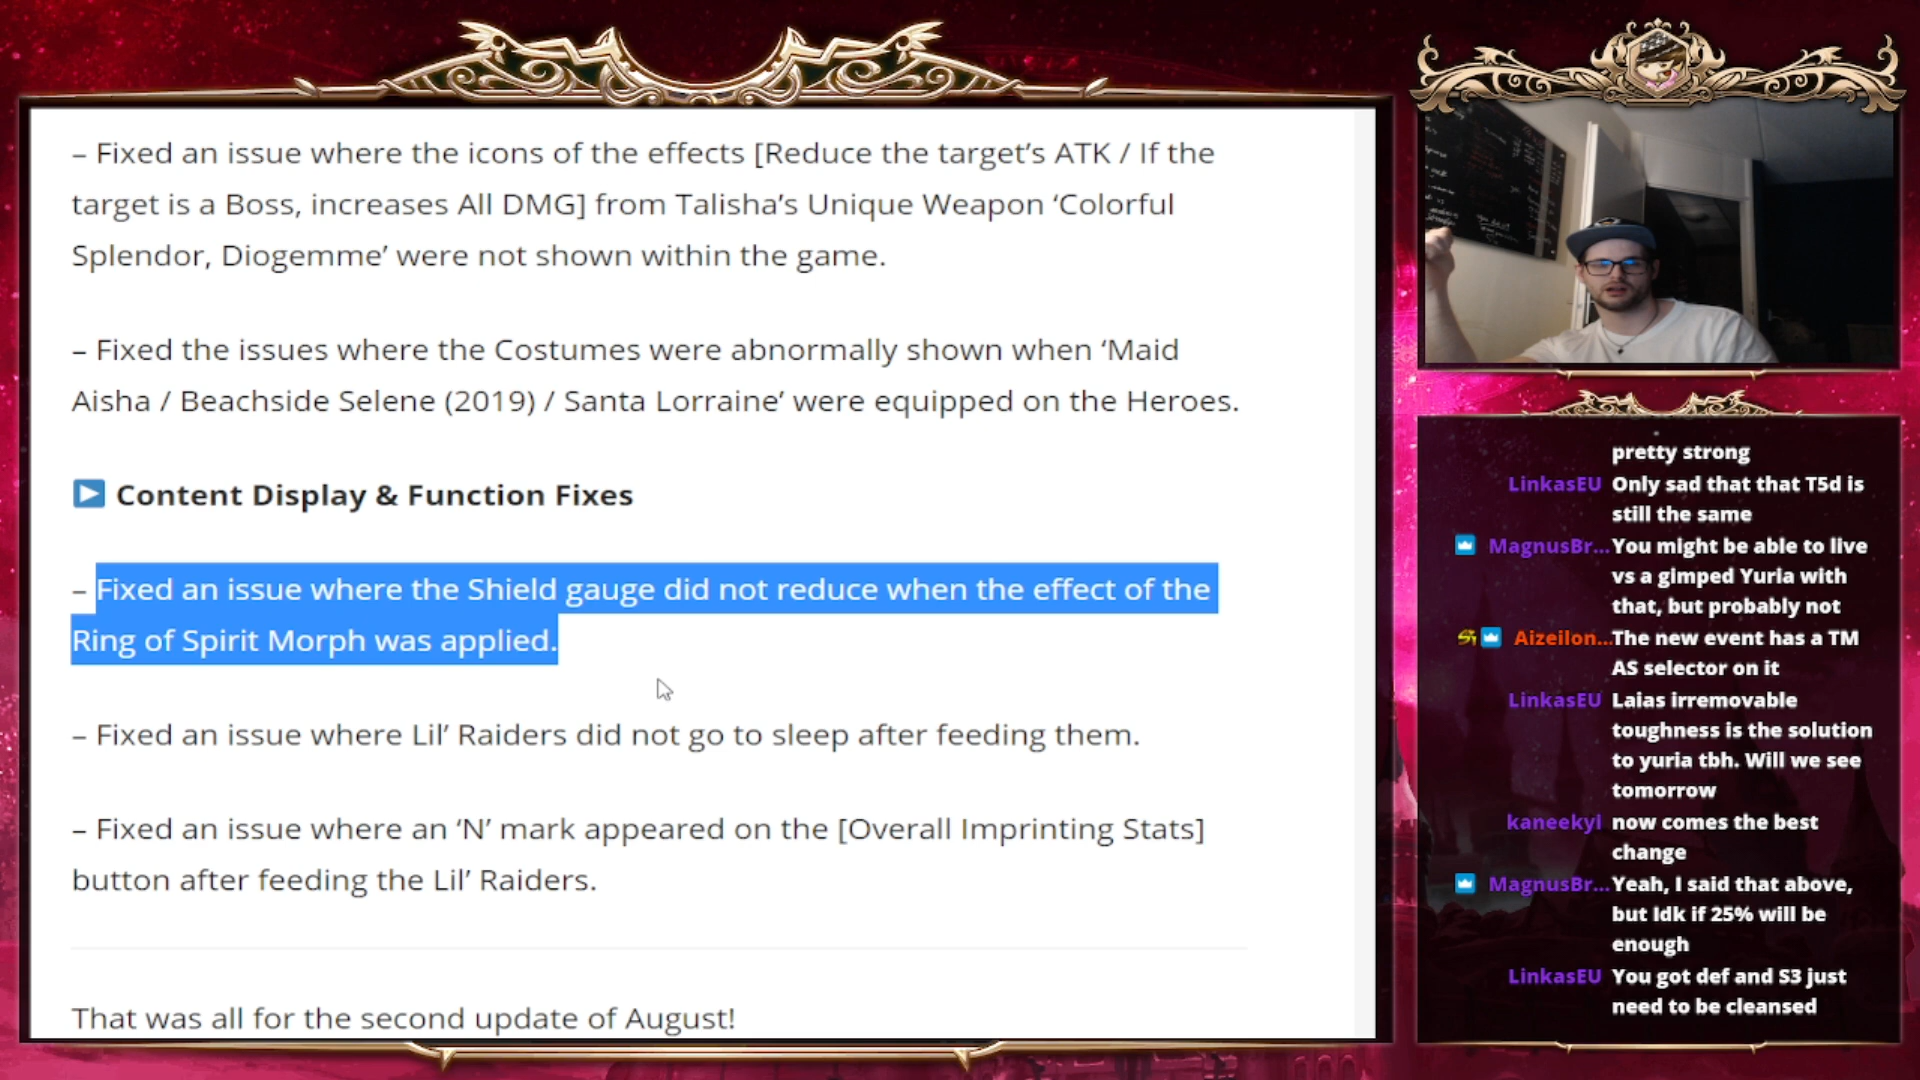 – Fixed an issue where the icons of the effects [Reduce the target’s ATK / If the
target is a Boss, increases All DMG] from Talisha’s Unique Weapon ‘Colorful
Splendor, Diogemme’ were not shown within the game.
– Fixed the issues where the Costumes were abnormally shown when ‘Maid
Aisha / Beachside Selene (2019) / Santa Lorraine’ were equipped on the Heroes.
Content Display & Function Fixes
– Fixed an issue where the Shield gauge did not reduce when the effect of the
Ring of Spirit Morph was applied.
– Fixed an issue where Lil’ Raiders did not go to sleep after feeding them.
– Fixed an issue where an ‘N’ mark appeared on the [Overall Imprinting Stats]
button after feeding the Lil’ Raiders.
That was all for the second update of August!
pretty strong
LinkasEU Only sad that that T5d is
still the same
MagnusBr... You might be able to live
vs a gimped Yuria with
that, but probably not
Aizeilon... The new event has a TM
AS selector on it
LinkasEU Laias irremovable
toughness is the solution
to yuria tbh. Will we see
tomorrow
kaneekyl now comes the best
change
MagnusBr... Yeah, I said that above,
but Idk if 25% will be
enough
LinkasEU You got def and S3 just
need to be cleansed